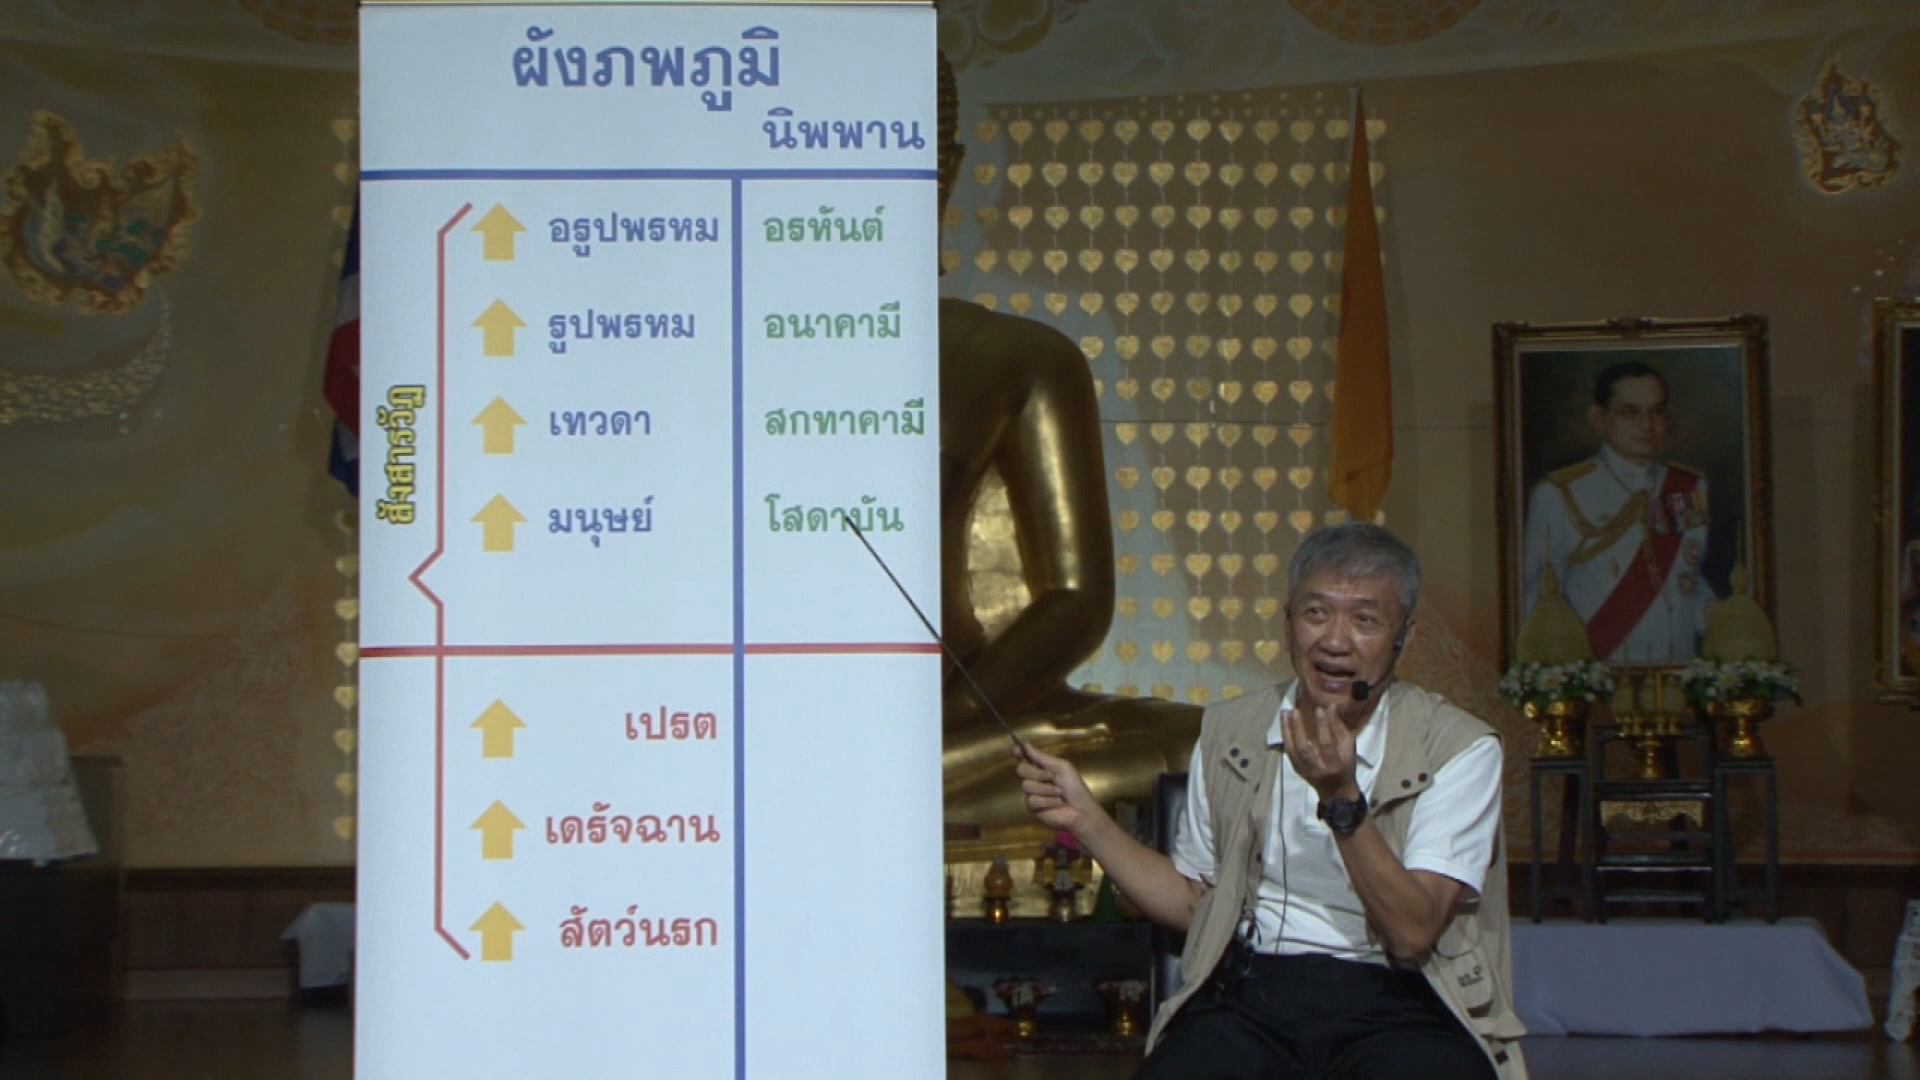 ผังภพภูมิ
นิพพาน
อรูปพรหม อรหันต์
รูปพรหม อนาคามี
เทวดา สกทาคามี
มนุษย์ โสดาบัน
สังสารวัฏ
เปรต
เดรัจฉาน
สัตว์นรก